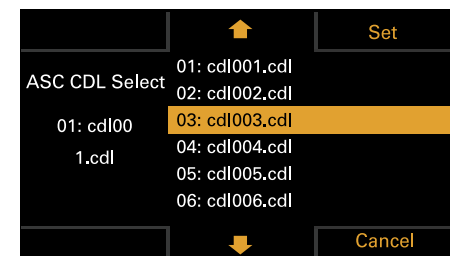 Set
ASC CDL Select
01: cdl00
1.cdl
01: cdl001.cdl
02: cdl002.cdl
03: cdl003.cdl
04: cdl004.cdl
05: cdl005.cdl
06: cdl006.cdl
Cancel